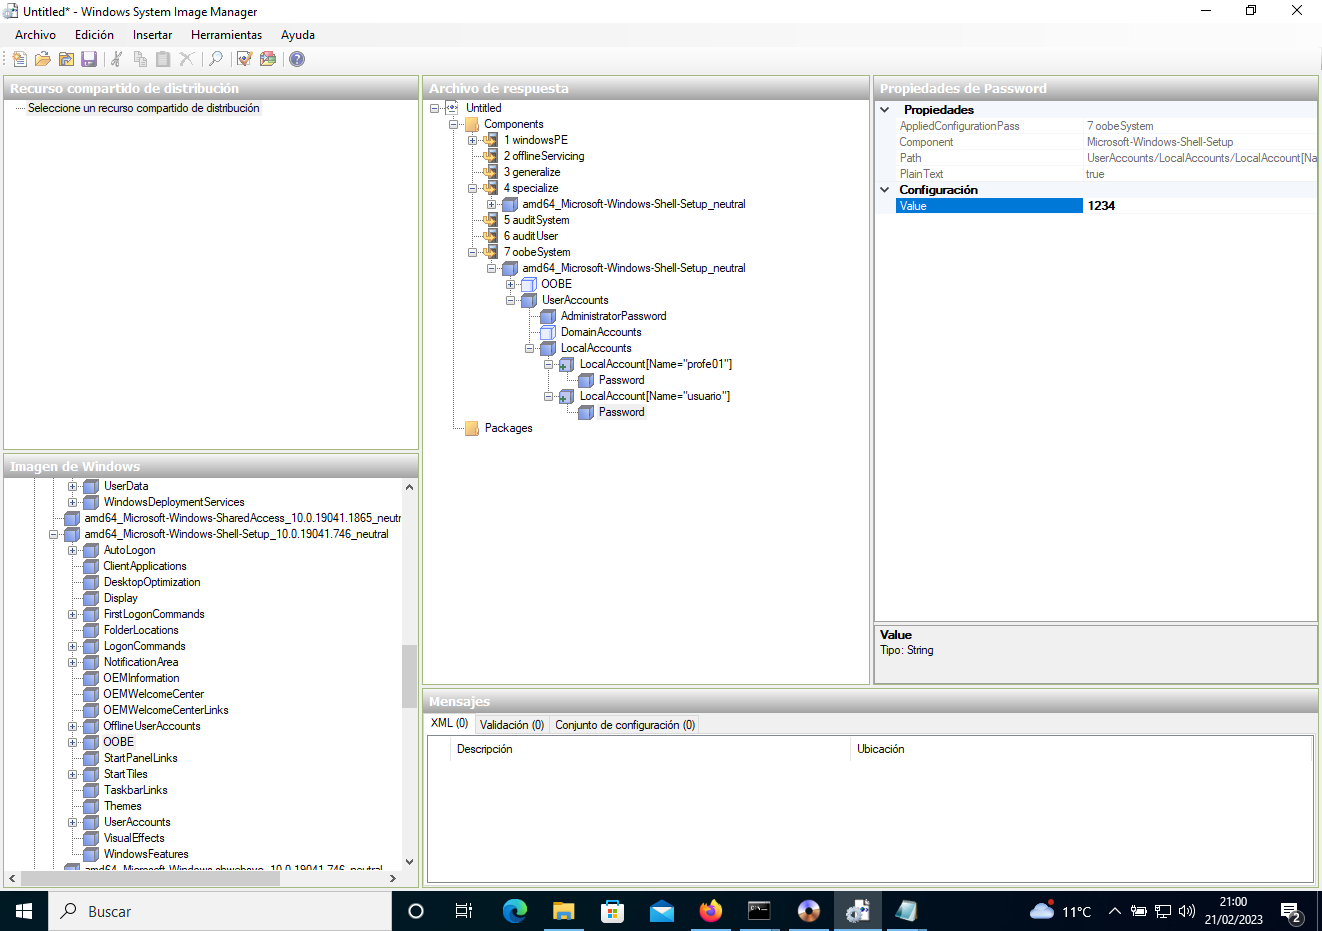 Untitled* - Windows System Image Manager
Archivo Edición Insertar Herramientas Ayuda
Recurso compartido de distribución
Seleccione un recurso compartido de distribución
Imagen de Windows
UserData
WindowsDeploymentServices
amd64_Microsoft-Windows-SharedAccess_10.0.19041.1865_neutr
amd64_Microsoft-Windows-Shell-Setup_10.0.19041.746_neutral
AutoLogon
ClientApplications
DesktopOptimization
Display
FirstLogonCommands
FolderLocations
LogonCommands
NotificationArea
OEMInformation
OEMWelcomeCenter
OEMWelcomeCenterLinks
OfflineUserAccounts
OOBE
StartPanelLinks
StartTiles
TaskbarLinks
Themes
UserAccounts
VisualEffects
WindowsFeatures
Archivo de respuesta
Untitled
Components
1 windowsPE
2 offlineServicing
3 generalize
4 specialize
amd64_Microsoft-Windows-Shell-Setup_neutral
5 auditSystem
6 auditUser
7 oobeSystem
amd64_Microsoft-Windows-Shell-Setup_neutral
OOBE
UserAccounts
AdministratorPassword
DomainAccounts
LocalAccounts
LocalAccount[Name="profe01"]
Password
LocalAccount[Name="usuario"]
Password
Packages
Propiedades de Password
Propiedades
AppliedConfigurationPass 7 oobeSystem
Component Microsoft-Windows-Shell-Setup
Path UserAccounts/LocalAccounts/LocalAccount[Na
PlainText true
Configuración
Value 1234
Value
Tipo: String
Mensajes
XML (0) Validación (0) Conjunto de configuración (0)
Descripción Ubicación
Buscar
11°C
21:00
21/02/2023
2